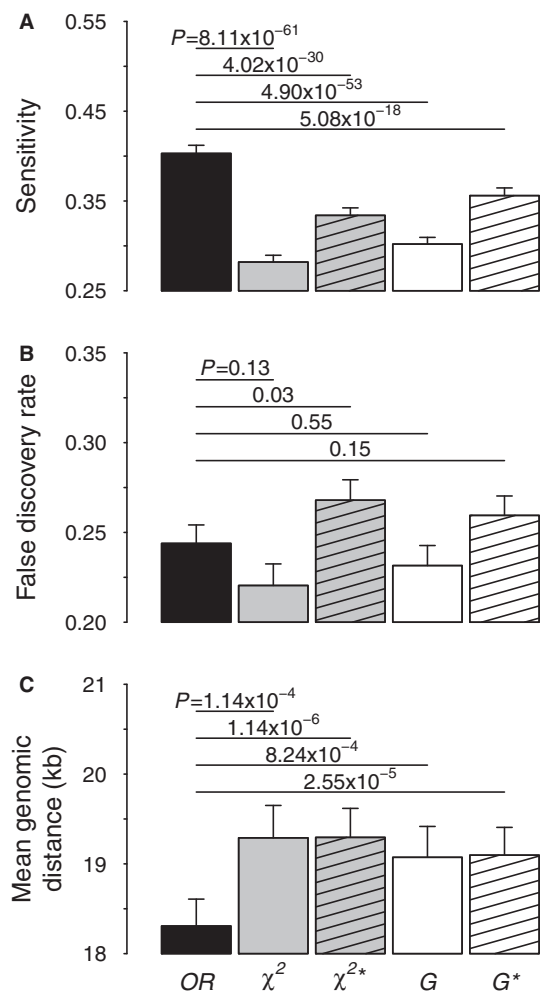 A
Sensitivity
0.55
0.45
0.35
0.25
P=8.11x10⁻⁶¹
4.02x10⁻³⁰
4.90x10⁻⁵³
5.08x10⁻¹⁸
B
False discovery rate
0.35
0.30
0.25
0.20
P=0.13
0.03
0.55
0.15
C
Mean genomic
distance (kb)
21
20
19
18
P=1.14x10⁻⁴
1.14x10⁻⁶
8.24x10⁻⁴
2.55x10⁻⁵
OR χ² χ²* G G*